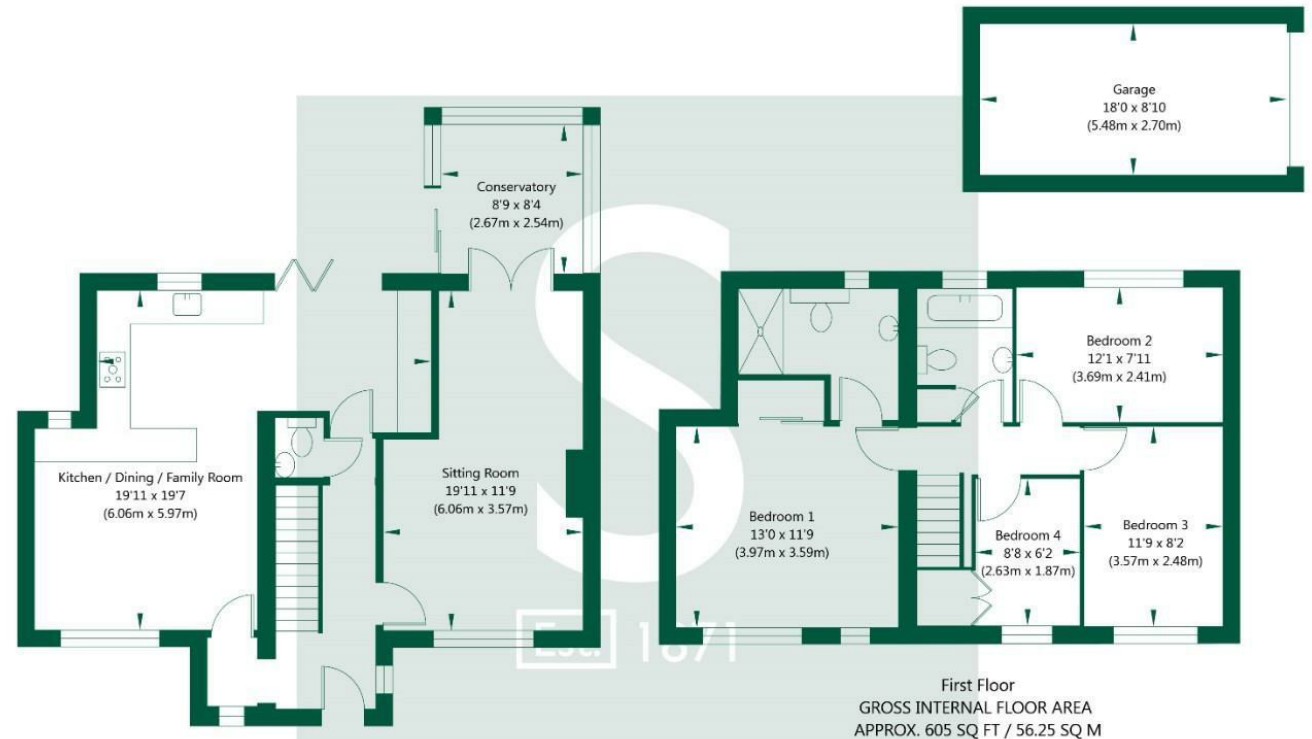 Garage
18'0 x 8'10
(5.48m x 2.70m)
Conservatory
8'9 x 8'4
(2.67m x 2.54m)
Kitchen / Dining / Family Room
19'11 x 19'7
(6.06m x 5.97m)
Sitting Room
19'11 x 11'9
(6.06m x 3.57m)
Bedroom 1
13'0 x 11'9
(3.97m x 3.59m)
Bedroom 2
12'1 x 7'11
(3.69m x 2.41m)
Bedroom 4
8'8 x 6'2
(2.63m x 1.87m)
Bedroom 3
11'9 x 8'2
(3.57m x 2.48m)
S
Est. 1871
First Floor
GROSS INTERNAL FLOOR AREA
APPROX. 605 SQ FT / 56.25 SQ M